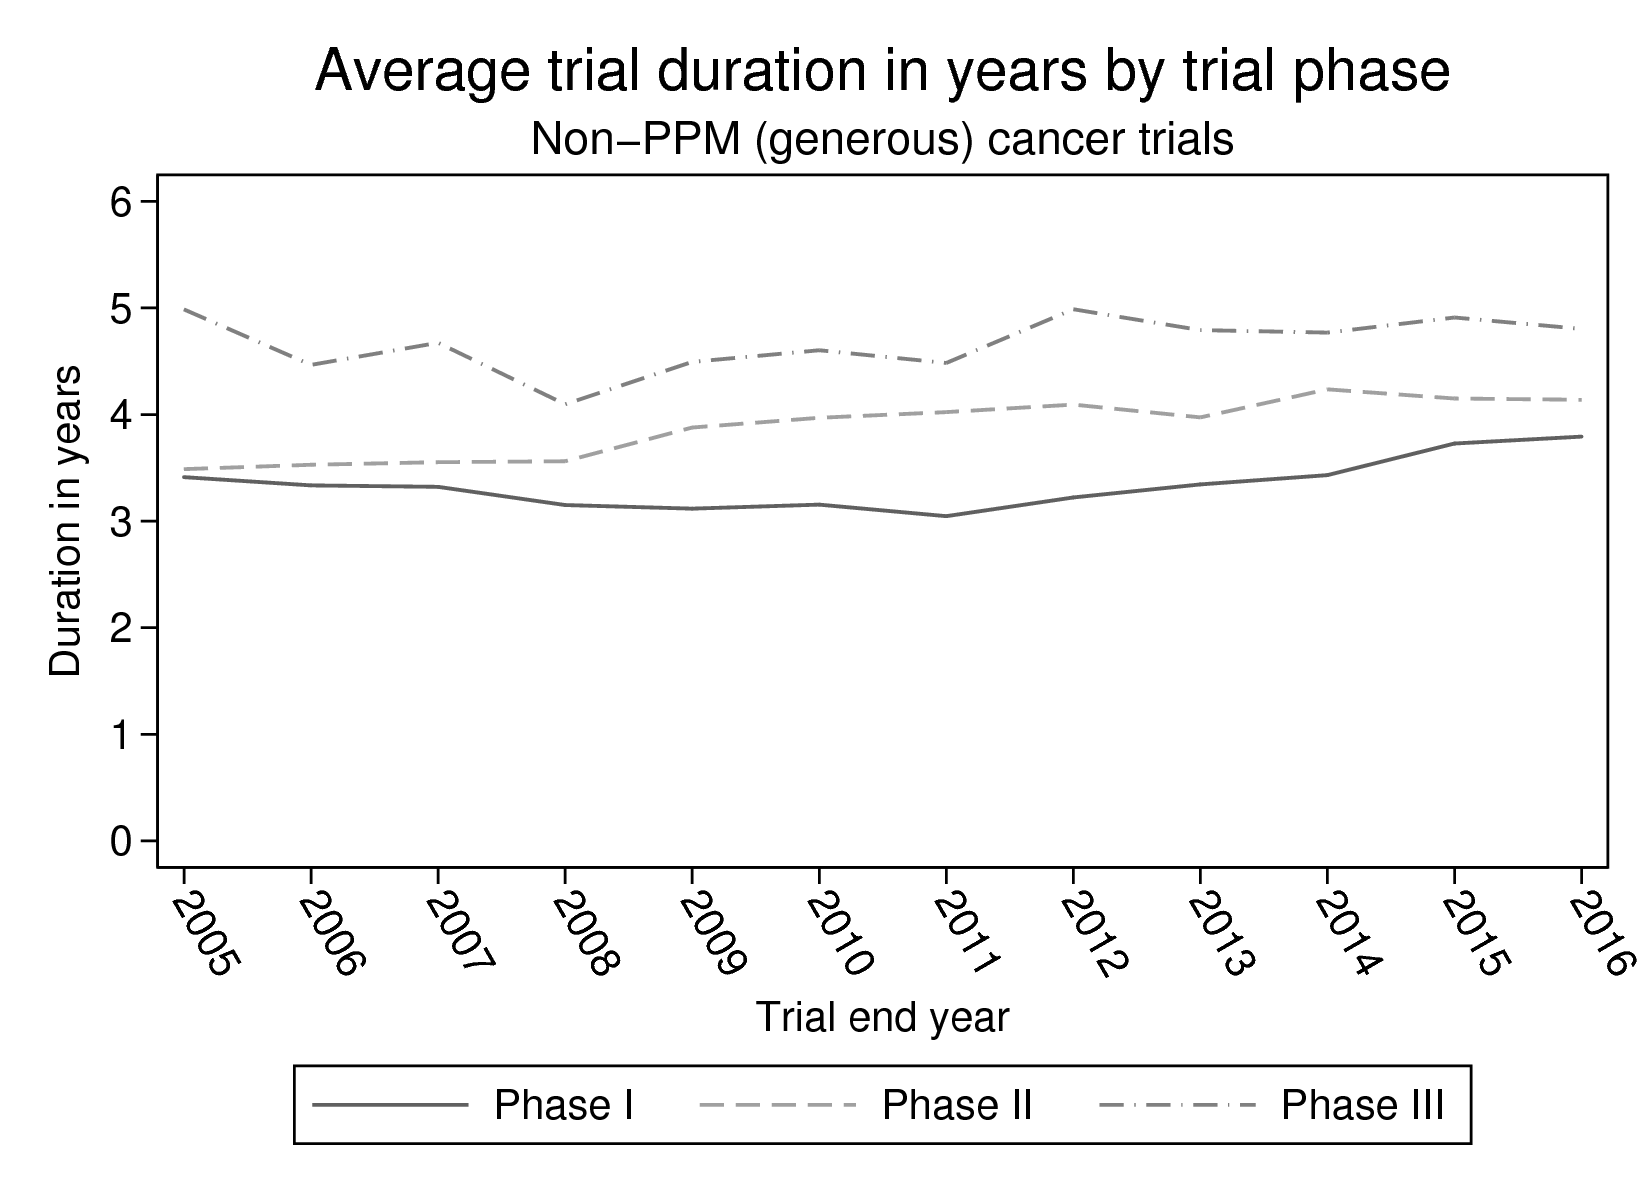 Average trial duration in years by trial phase
Non−PPM (generous) cancer trials
Duration in years
6
5
4
3
2
1
0
2005 2006 2007 2008 2009 2010 2011 2012 2013 2014 2015 2016
Trial end year
Phase I Phase II Phase III